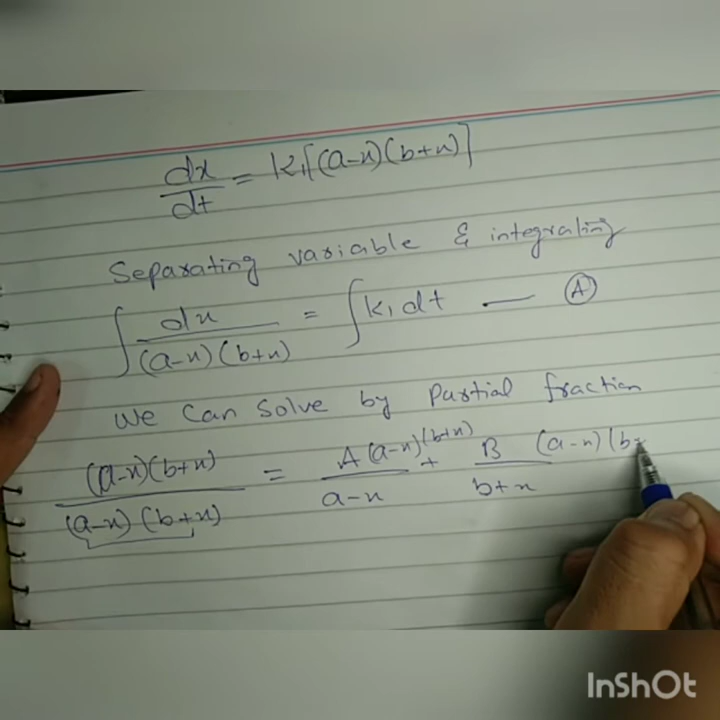 dx/dt = K₁[(a-x)(b+x)]
Separating variable & integrating
∫ dx/(a-x)(b+x) = ∫K₁dt — Ⓐ
We can solve by Partial fraction
(a-x)(b+x)/(a-x)(b+x) = A(a-x)(b+x)/a-x + B(a-x)(b+/b+x
InShOt